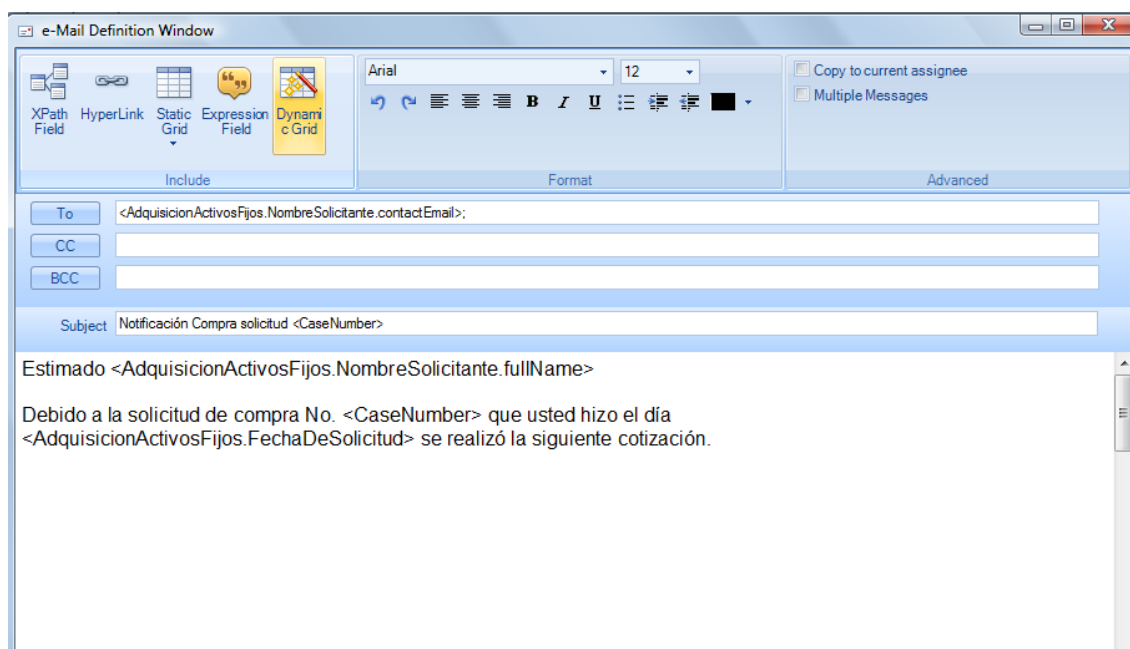 e-Mail Definition Window
XPath Field
HyperLink
Static Grid
Expression Field
Dynami c Grid
Include
Arial
12
B I U
Format
Copy to current assignee
Multiple Messages
Advanced
To <AdquisicionActivosFijos.NombreSolicitante.contactEmail>;
CC
BCC
Subject Notificación Compra solicitud <CaseNumber>
Estimado <AdquisicionActivosFijos.NombreSolicitante.fullName>
Debido a la solicitud de compra No. <CaseNumber> que usted hizo el día
<AdquisicionActivosFijos.FechaDeSolicitud> se realizó la siguiente cotización.